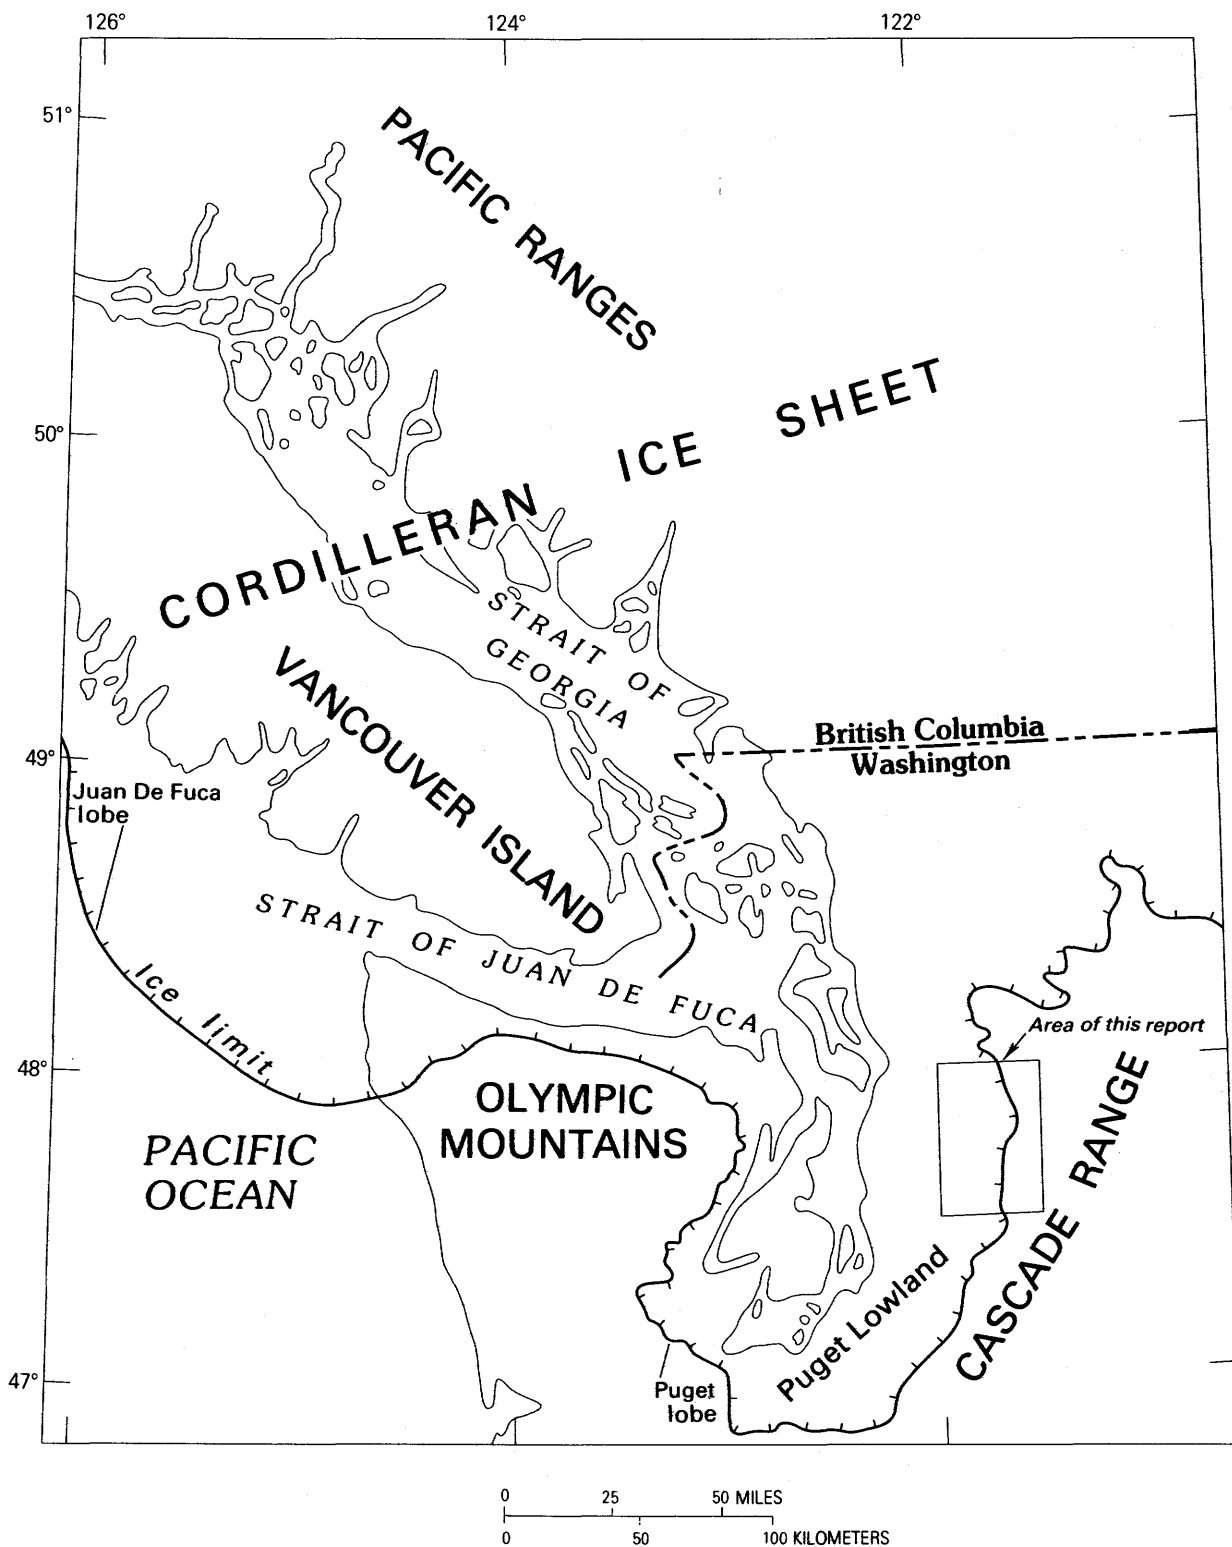 126° 124° 122°
51°
PACIFIC RANGES
50°
CORDILLERAN ICE SHEET
STRAIT OF
GEORGIA
VANCOUVER ISLAND
British Columbia
Washington
49°
Juan De Fuca
lobe
STRAIT OF JUAN DE FUCA
Ice limit
Area of this report
48°
OLYMPIC
MOUNTAINS
PACIFIC
OCEAN
CASCADE RANGE
Puget Lowland
47°
Puget
lobe
0 25 50 MILES
0 50 100 KILOMETERS